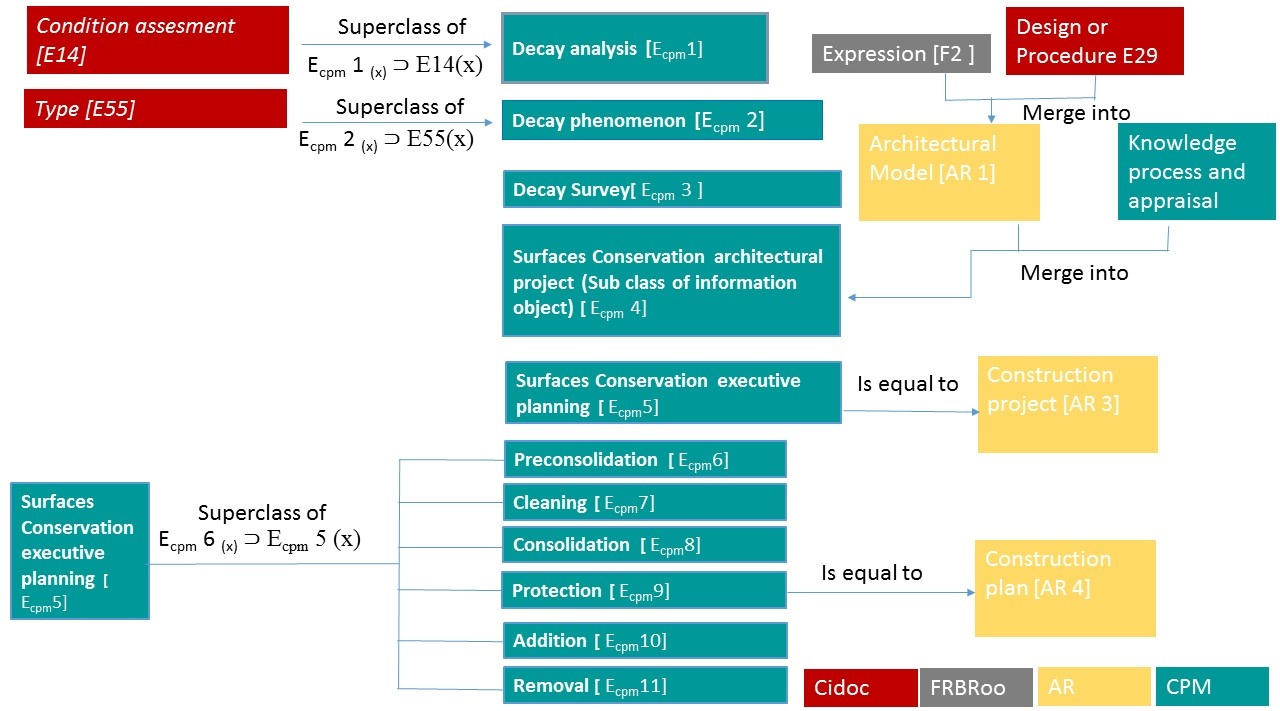 Condition assesment
[E14]
Superclass of
Ecpm 1 (x) ⊃ E14(x)
Decay analysis [Ecpm1]
Expression [F2 ]
Design or
Procedure E29
Type [E55]
Superclass of
Ecpm 2 (x) ⊃ E55(x)
Decay phenomenon [Ecpm 2]
Merge into
Architectural
Model [AR 1]
Knowledge
process and
appraisal
Decay Survey[ Ecpm 3 ]
Surfaces Conservation architectural
project (Sub class of information
object) [ Ecpm 4]
Merge into
Surfaces Conservation executive
planning [ Ecpm5]
Is equal to
Construction
project [AR 3]
Surfaces
Conservation
executive
planning [
Ecpm5]
Superclass of
Ecpm 6 (x) ⊃ Ecpm 5 (x)
Preconsolidation [ Ecpm6]
Cleaning [ Ecpm7]
Consolidation [ Ecpm8]
Protection [ Ecpm9]
Addition [ Ecpm10]
Removal [ Ecpm11]
Is equal to
Construction
plan [AR 4]
Cidoc
FRBRoo
AR
CPM